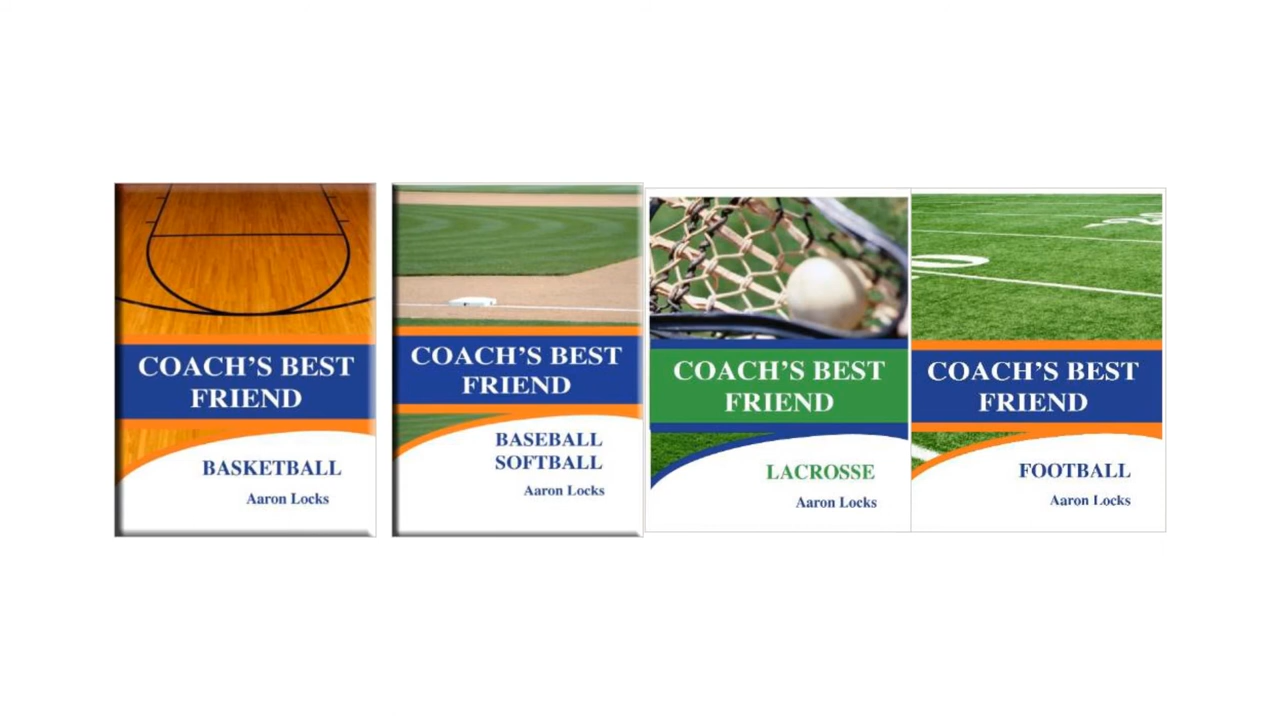 COACH'S BEST
FRIEND
BASKETBALL
Aaron Locks
COACH'S BEST
FRIEND
BASEBALL
SOFTBALL
Aaron Locks
COACH'S BEST
FRIEND
LACROSSE
Aaron Locks
COACH'S BEST
FRIEND
FOOTBALL
Aaron Locks